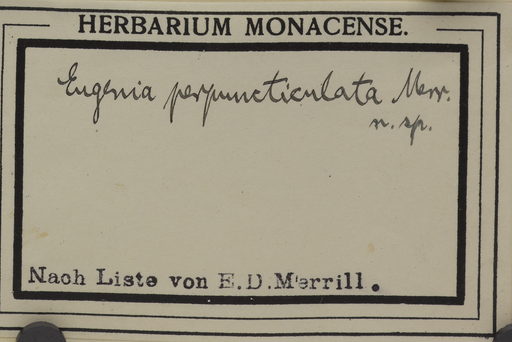 HERBARIUM MONACENSE.
Eugenia perpuncticulata Merr.
n. sp.
Nach Liste von E.D.Merrill.